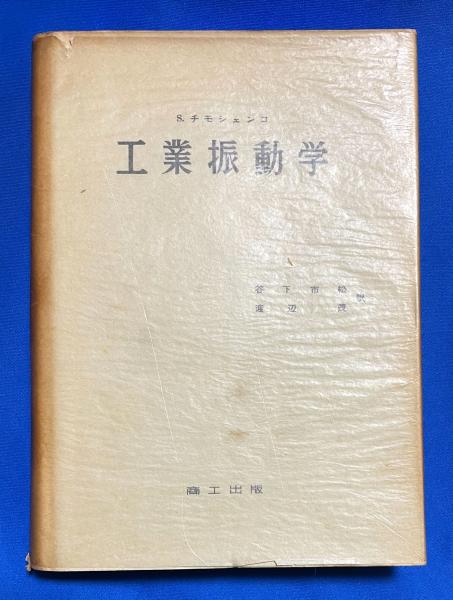 S.チモシェンコ
工業振動学
谷下市松
渡辺茂
訳
商工出版